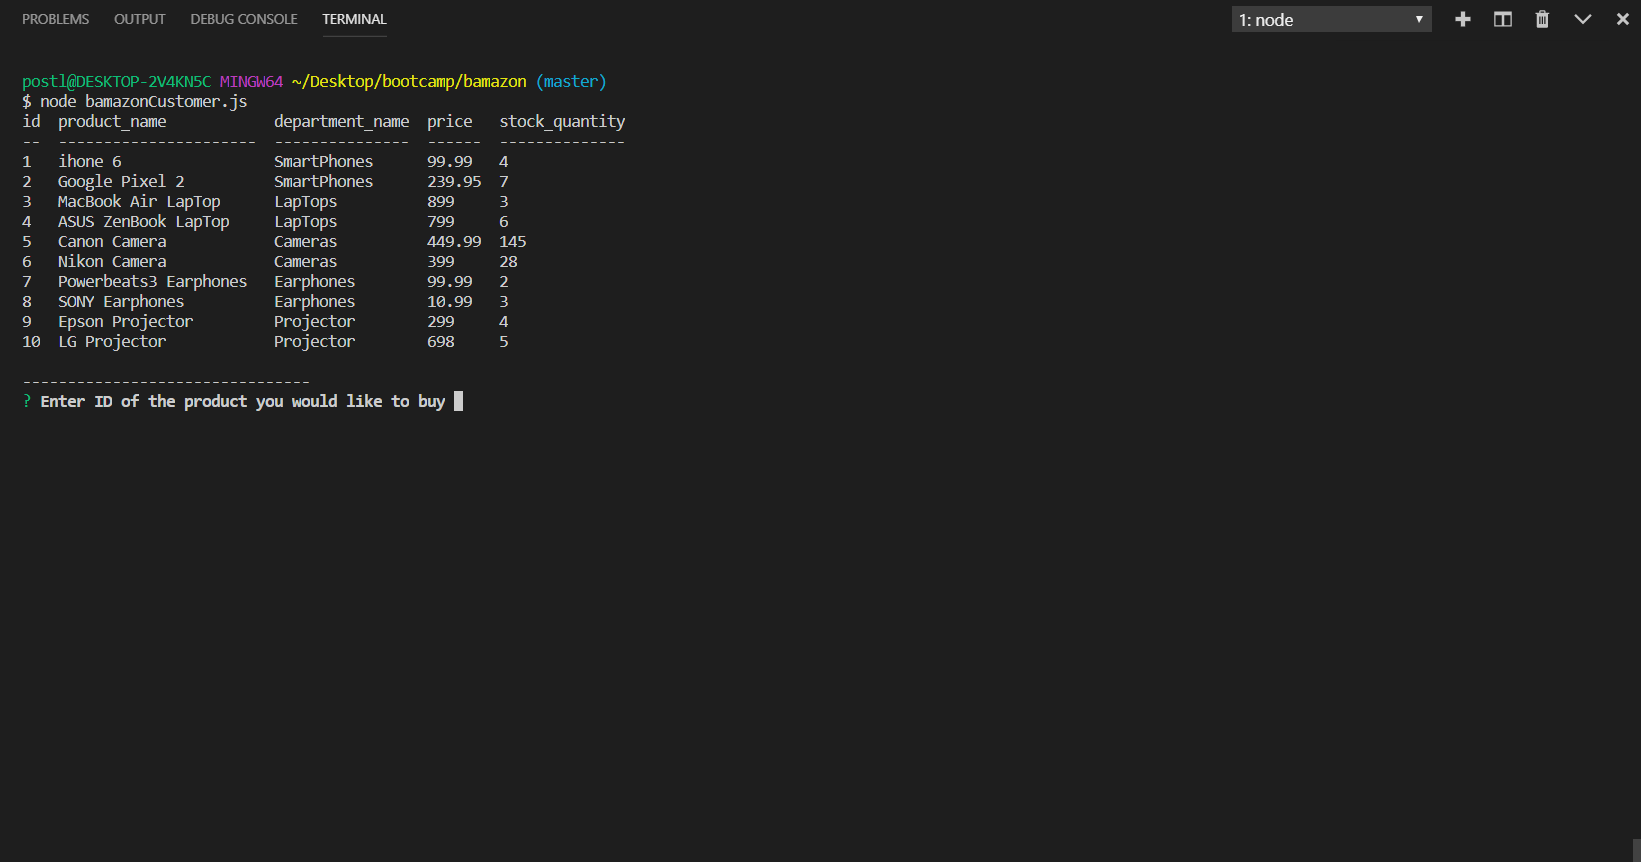 PROBLEMS OUTPUT DEBUG CONSOLE TERMINAL 1: node
postl@DESKTOP-2V4KN5C MINGW64 ~/Desktop/bootcamp/bamazon (master)
$ node bamazonCustomer.js
id  product_name            department_name  price   stock_quantity
--  ----------------------  ---------------  ------  --------------
1   ihone 6                 SmartPhones      99.99   4
2   Google Pixel 2          SmartPhones      239.95  7
3   MacBook Air LapTop      LapTops          899     3
4   ASUS ZenBook LapTop     LapTops          799     6
5   Canon Camera            Cameras          449.99  145
6   Nikon Camera            Cameras          399     28
7   Powerbeats3 Earphones   Earphones        99.99   2
8   SONY Earphones          Earphones        10.99   3
9   Epson Projector         Projector        299     4
10  LG Projector            Projector        698     5
--------------------------------
? Enter ID of the product you would like to buy